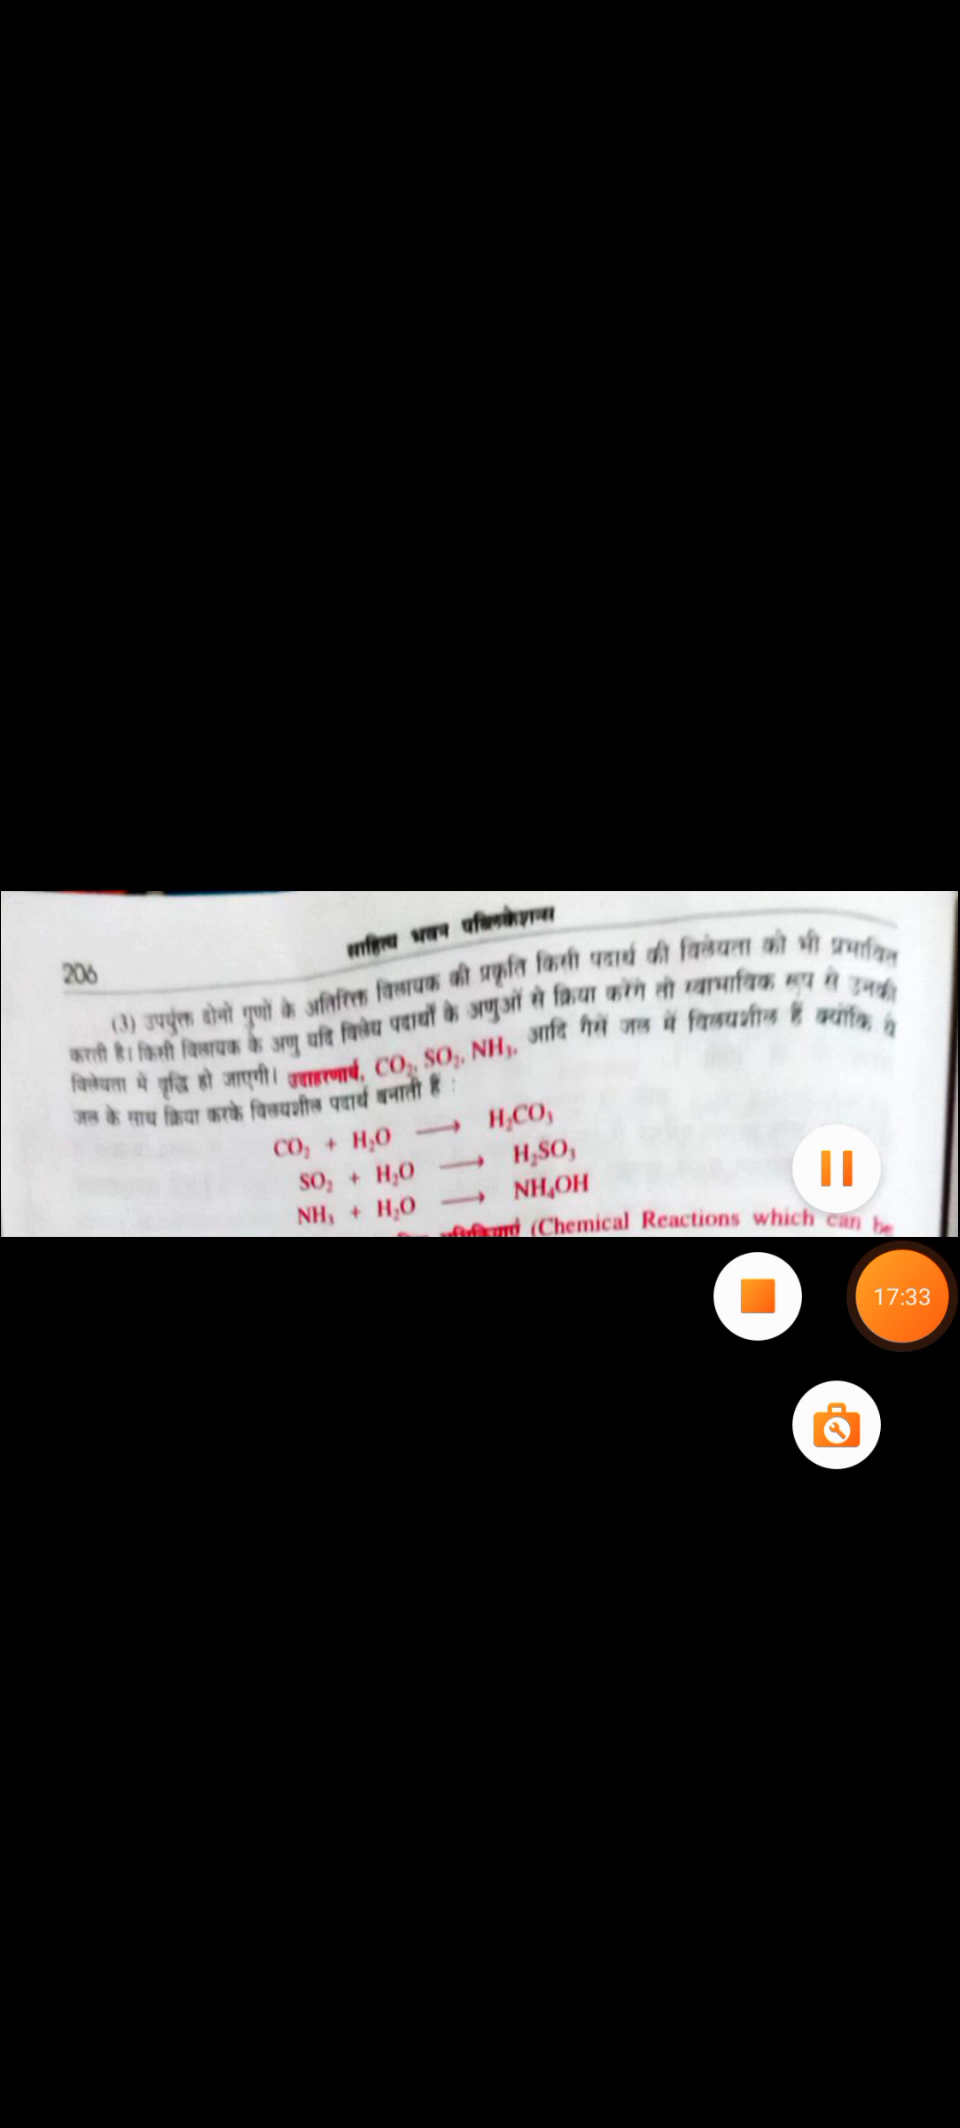 साहित्य भवन पब्लिकेशन्स
206
(3) उपर्युक्त दोनों गुणों के अतिरिक्त विलायक की प्रकृति किसी पदार्थ की विलेयता को भी प्रभावित
करती है। किसी विलायक के अणु यदि विलेय पदार्थों के अणुओं से क्रिया करेंगे तो स्वाभाविक रूप से उनकी
विलेयता में वृद्धि हो जाएगी। उदाहरणार्थ, CO₂, SO₂, NH₃, आदि गैसें जल में विलयशील हैं क्योंकि ये
जल के साथ क्रिया करके विलयशील पदार्थ बनाती हैं :
CO₂ + H₂O ⟶ H₂CO₃
SO₂ + H₂O ⟶ H₂SO₃
NH₃ + H₂O ⟶ NH₄OH
(Chemical Reactions which can be
17:33